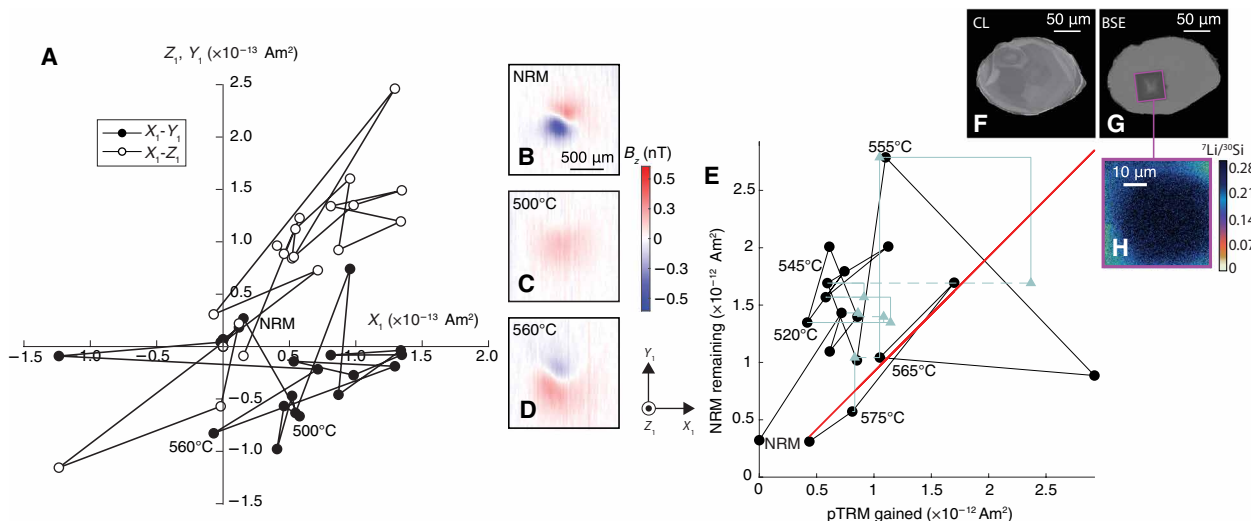 A
Z₁, Y₁ (×10⁻¹³ Am²)
2.5
2.0
1.5
1.0
0.5
−0.5
−1.0
−1.5
X₁-Y₁
X₁-Z₁
X₁ (×10⁻¹³ Am²)
−1.5
−1.0
−0.5
0.5
1.0
1.5
2.0
NRM
500°C
560°C
NRM
B
500 µm
500°C
C
560°C
D
B_z (nT)
0.6
0.3
0
−0.3
−0.6
Y₁
Z₁
X₁
E
NRM remaining (×10⁻¹² Am²)
2.5
2
1.5
1
0.5
0
0
0.5
1
1.5
2
2.5
pTRM gained (×10⁻¹² Am²)
555°C
545°C
520°C
565°C
575°C
NRM
CL
50 µm
F
BSE
50 µm
G
10 µm
H
⁷Li/³⁰Si
0.28
0.21
0.14
0.07
0